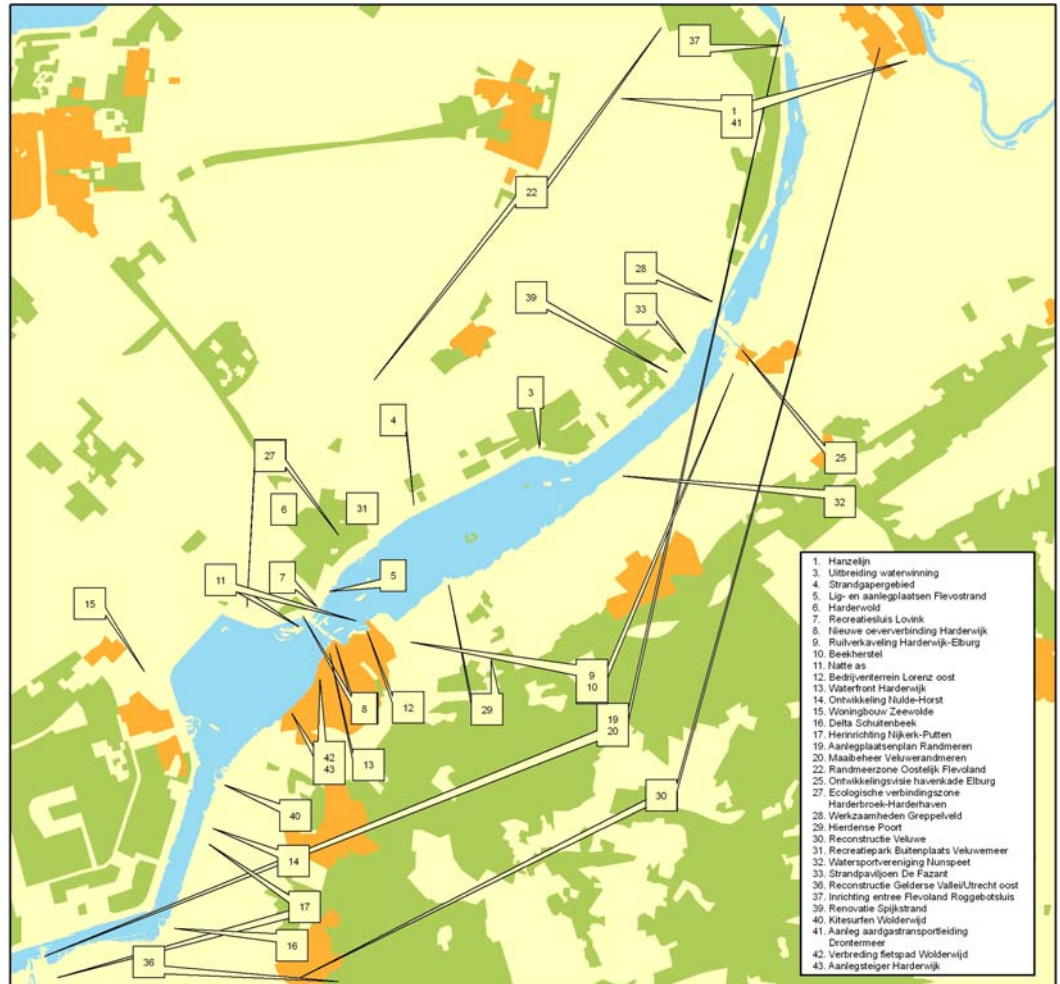 37
1
41
22
28
39
33
3
4
27
25
32
6
31
11
7
5
15
9
10
8
12
29
19
20
42
43
13
30
40
14
17
16
36
1. Hanzelijn
3. Uitbreiding waterwinning
4. Strandgapergebied
5. Lig- en aanlegplaatsen Flevostrand
6. Harderwold
7. Recreatiesluis Lovink
8. Nieuwe oeververbinding Harderwijk
9. Ruilverkaveling Harderwijk-Elburg
10. Beekherstel
11. Natte as
12. Bedrijventerrein Lorenz oost
13. Waterfront Harderwijk
14. Ontwikkeling Nulde-Horst
15. Woningbouw Zeewolde
16. Delta Schuitenbeek
17. Herinrichting Nijkerk-Putten
19. Aanlegplaatsenplan Randmeren
20. Maaibeheer Veluwerandmeren
22. Randmeerzone Oostelijk Flevoland
25. Ontwikkelingsvisie havenkade Elburg
27. Ecologische verbindingszone
Harderbroek-Harderhaven
28. Werkzaamheden Greppelveld
29. Hierdense Poort
30. Reconstructie Veluwe
31. Recreatiepark Buitenplaats Veluwemeer
32. Watersportvereniging Nunspeet
33. Strandpaviljoen De Fazant
36. Reconstructie Gelderse Vallei/Utrecht oost
37. Inrichting entree Flevoland Roggebotsluis
39. Renovatie Spijkstrand
40. Kitesurfen Wolderwijd
41. Aanleg aardgastransportleiding
Drontermeer
42. Verbreding fietspad Wolderwijd
43. Aanlegsteiger Harderwijk